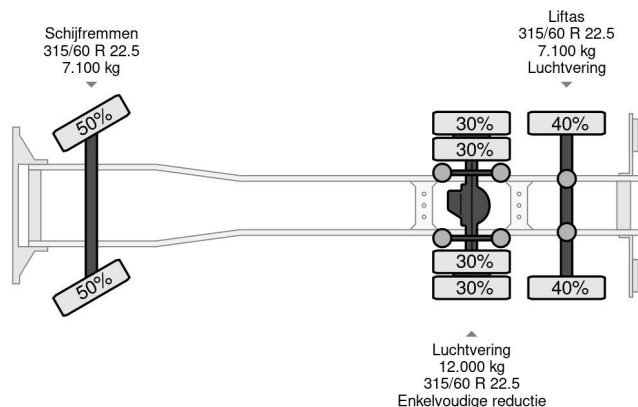 Schijfremmen
315/60 R 22.5
7.100 kg
Liftas
315/60 R 22.5
7.100 kg
Luchtvering
50%
30%
40%
30%
30%
50%
30%
40%
Luchtvering
12.000 kg
315/60 R 22.5
Enkelvoudige reductie